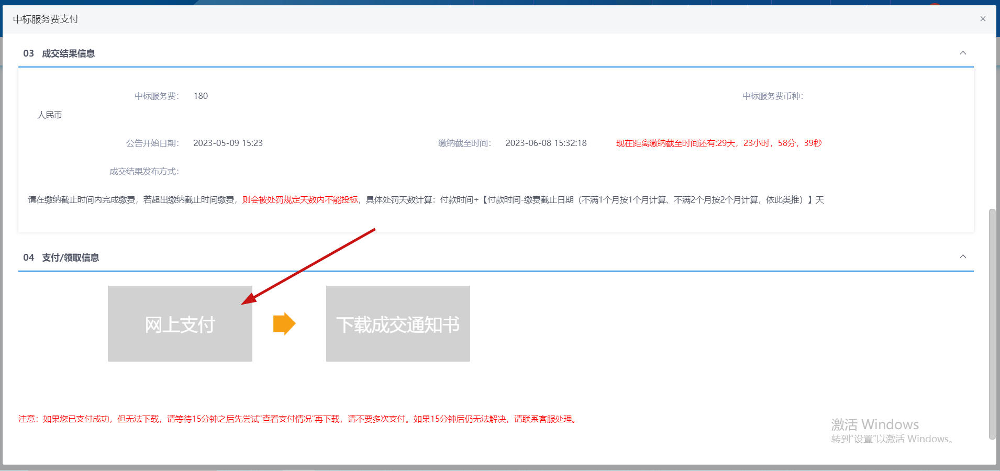 中标服务费支付
03 成交结果信息
中标服务费： 180 中标服务费币种：
人民币
公告开始日期： 2023-05-09 15:23 缴纳截至时间： 2023-06-08 15:32:18 现在距离缴纳截至时间还有:29天，23小时，58分，39秒
成交结果发布方式：
请在缴纳截止时间内完成缴费，若超出缴纳截止时间缴费，则会被处罚规定天数内不能投标，具体处罚天数计算：付款时间+【付款时间-缴费截止日期（不满1个月按1个月计算、不满2个月按2个月计算，依此类推）】天
04 支付/领取信息
网上支付 下载成交通知书
注意：如果您已支付成功，但无法下载，请等待15分钟之后先尝试“查看支付情况”再下载，请不要多次支付。如果15分钟后仍无法解决，请联系客服处理。
激活 Windows
转到“设置”以激活 Windows。